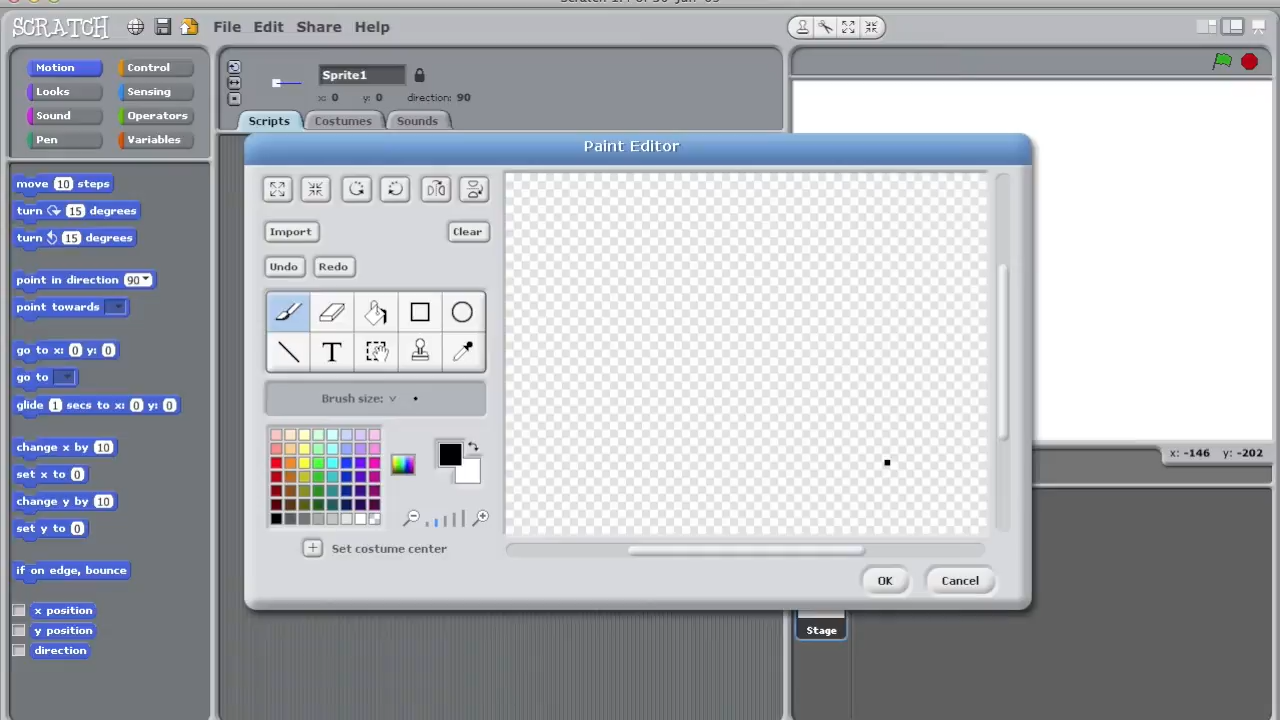 SCRATCH File Edit Share Help
Motion Control
Looks Sensing
Sound Operators
Pen Variables
Sprite1
x: 0 y: 0 direction: 90
Scripts Costumes Sounds
move 10 steps
turn 15 degrees
turn 15 degrees
point in direction 90
point towards
go to x: 0 y: 0
go to
glide 1 secs to x: 0 y: 0
change x by 10
set x to 0
change y by 10
set y to 0
if on edge, bounce
x position
y position
direction
Paint Editor
Import Clear
Undo Redo
T
Brush size:
Set costume center
OK Cancel
x: -146 y: -202
Stage